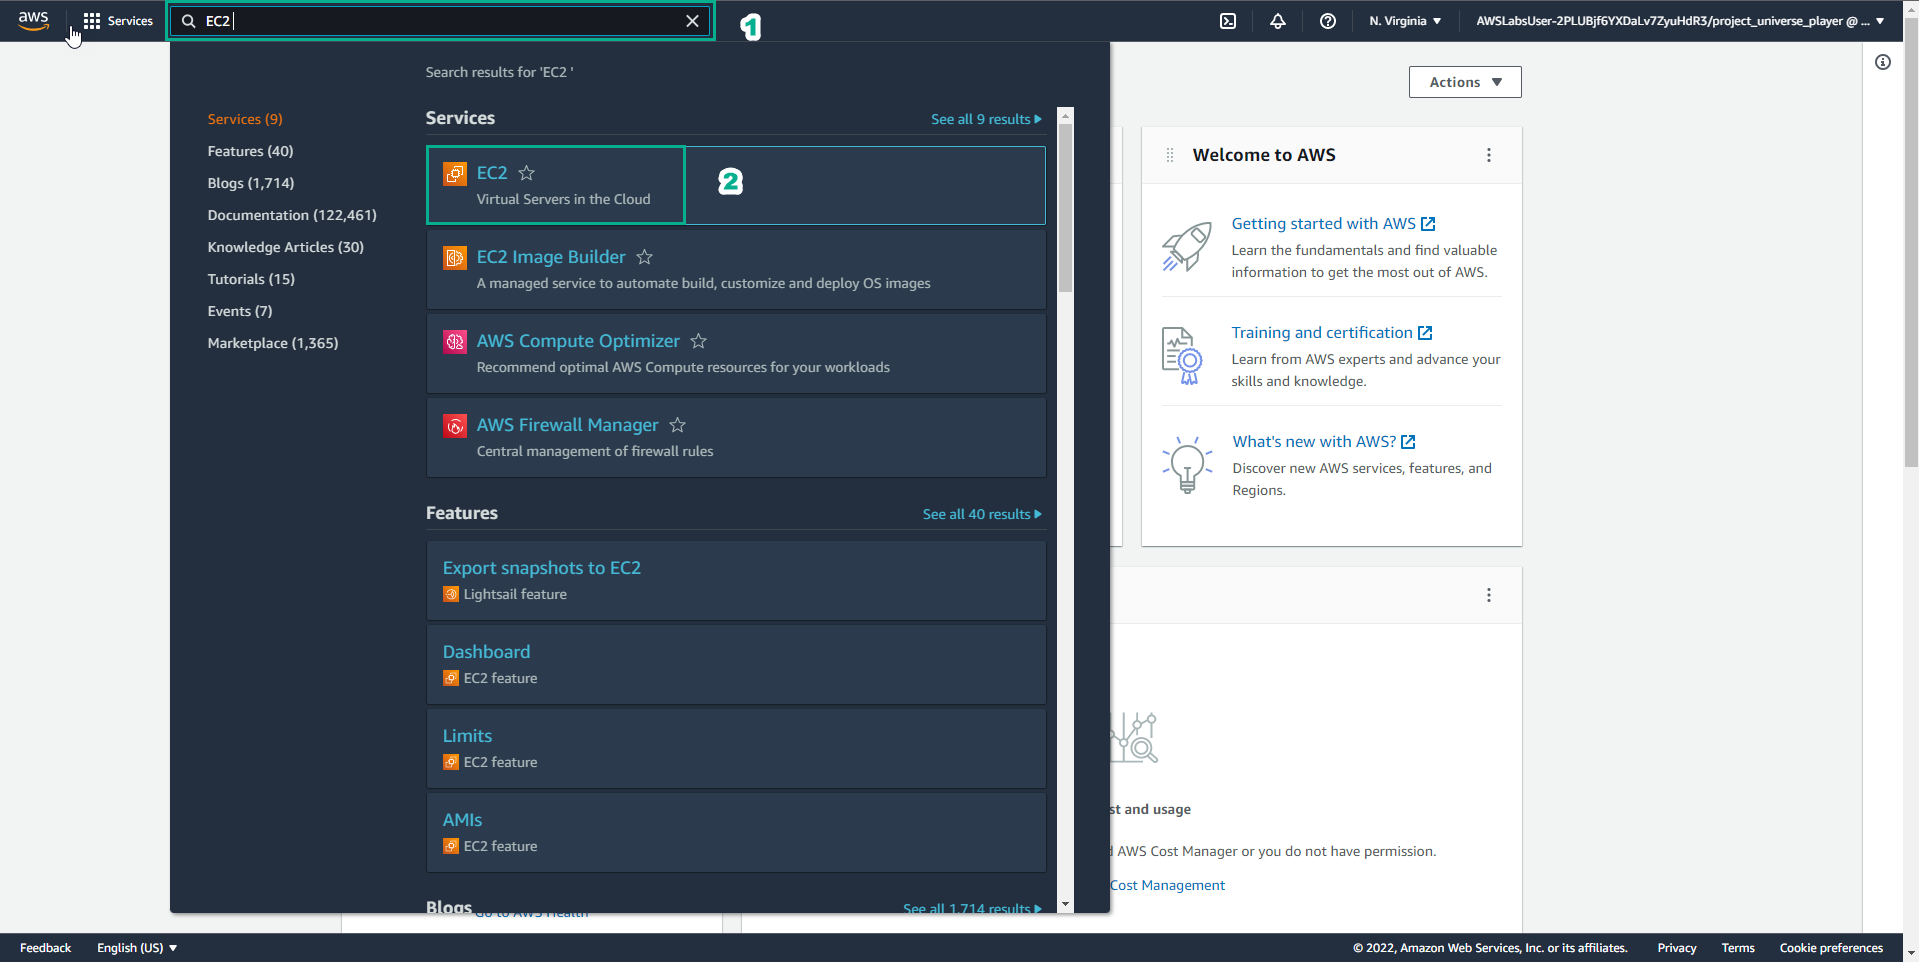 aws
Services
EC2
1
N. Virginia
AWSLabsUser-2PLUBjf6YXDaLv7ZyuHdR3/project_universe_player @ ...
Search results for 'EC2 '
Services (9)
Features (40)
Blogs (1,714)
Documentation (122,461)
Knowledge Articles (30)
Tutorials (15)
Events (7)
Marketplace (1,365)
Services
See all 9 results
EC2
Virtual Servers in the Cloud
2
EC2 Image Builder
A managed service to automate build, customize and deploy OS images
AWS Compute Optimizer
Recommend optimal AWS Compute resources for your workloads
AWS Firewall Manager
Central management of firewall rules
Features
See all 40 results
Export snapshots to EC2
Lightsail feature
Dashboard
EC2 feature
Limits
EC2 feature
AMIs
EC2 feature
Blogs
See all 1,714 results
Go to AWS Health
Actions
Welcome to AWS
Getting started with AWS
Learn the fundamentals and find valuable
information to get the most out of AWS.
Training and certification
Learn from AWS experts and advance your
skills and knowledge.
What's new with AWS?
Discover new AWS services, features, and
Regions.
st and usage
AWS Cost Manager or you do not have permission.
Cost Management
Feedback
English (US)
© 2022, Amazon Web Services, Inc. or its affiliates.
Privacy
Terms
Cookie preferences